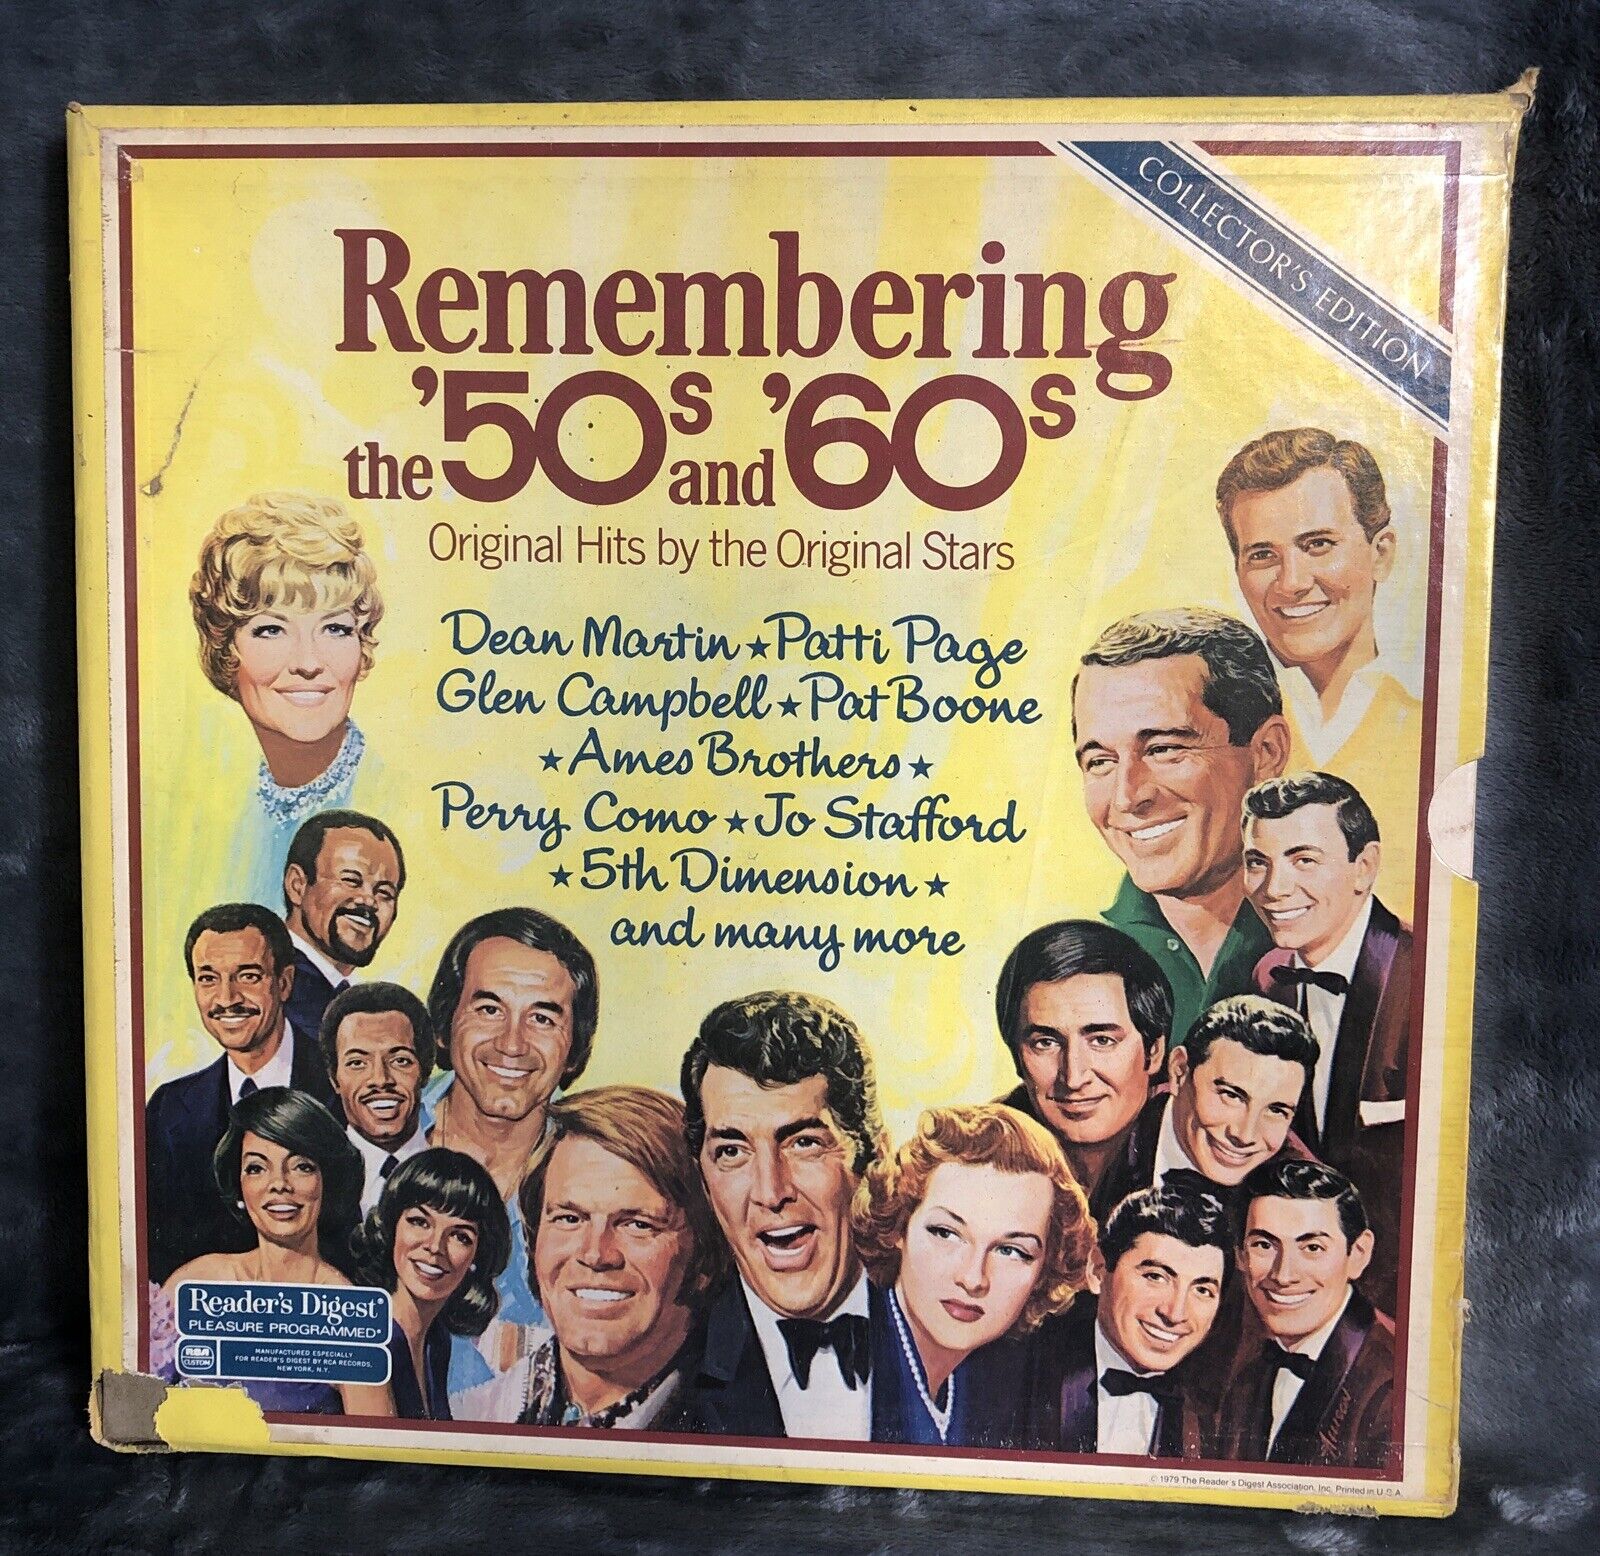 COLLECTOR'S EDITION
Remembering
the '50s and '60s
Original Hits by the Original Stars
Dean Martin ★ Patti Page
Glen Campbell ★ Pat Boone
★ Ames Brothers ★
Perry Como ★ Jo Stafford
★ 5th Dimension ★
and many more
Reader's Digest®
PLEASURE PROGRAMMED®
RCA
CUSTOM
MANUFACTURED ESPECIALLY
FOR READER'S DIGEST BY RCA RECORDS,
NEW YORK, N.Y.
© 1979 The Reader's Digest Association, Inc. Printed in U.S.A.